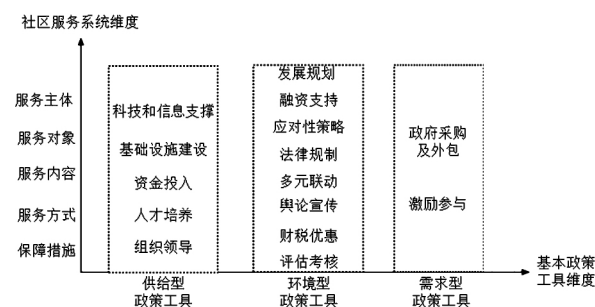 社区服务系统维度
服务主体
服务对象
服务内容
服务方式
保障措施
科技和信息支撑
基础设施建设
资金投入
人才培养
组织领导
发展规划
融资支持
应对性策略
法律规制
多元联动
舆论宣传
财税优惠
评估考核
政府采购
及外包
激励参与
供给型
政策工具
环境型
政策工具
需求型
政策工具
基本政策
工具维度